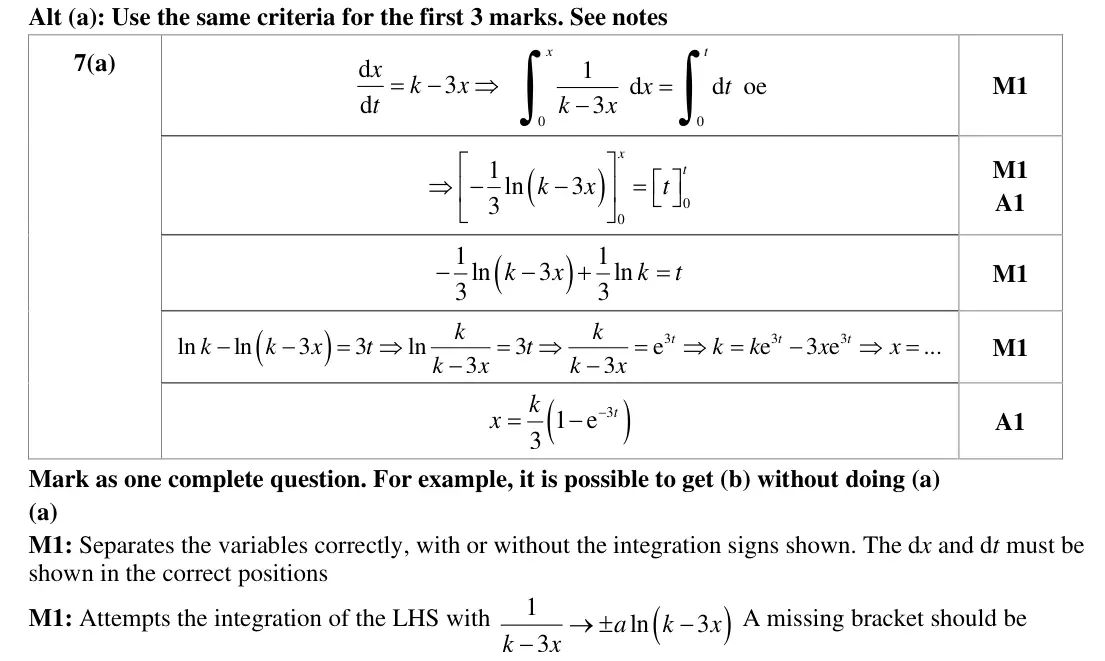 Alt (a): Use the same criteria for the first 3 marks. See notes
7(a) dx/dt = k − 3x ⇒ ∫₀ˣ 1/(k − 3x) dx = ∫₀ᵗ dt oe M1
⇒ [−1/3 ln(k − 3x)]₀ˣ = [t]₀ᵗ M1 A1
−1/3 ln(k − 3x) + 1/3 ln k = t M1
ln k − ln(k − 3x) = 3t ⇒ ln k/(k − 3x) = 3t ⇒ k/(k − 3x) = e³ᵗ ⇒ k = ke³ᵗ − 3xe³ᵗ ⇒ x = ... M1
x = k/3 (1 − e⁻³ᵗ) A1
Mark as one complete question. For example, it is possible to get (b) without doing (a)
(a)
M1: Separates the variables correctly, with or without the integration signs shown. The dx and dt must be
shown in the correct positions
M1: Attempts the integration of the LHS with 1/(k − 3x) → ±a ln(k − 3x) A missing bracket should be